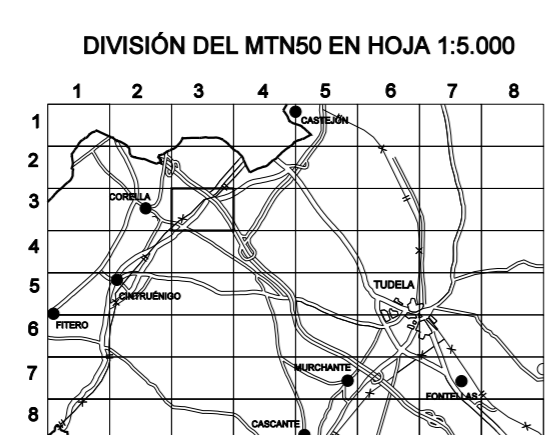 DIVISIÓN DEL MTN50 EN HOJA 1:5.000
1 2 3 4 5 6 7 8
1
CASTEJÓN
2
3
CORELLA
4
5
TUDELA
CINTRUÉNIGO
6
FITERO
7
MURCHANTE
FONTELLAS
8
CASCANTE